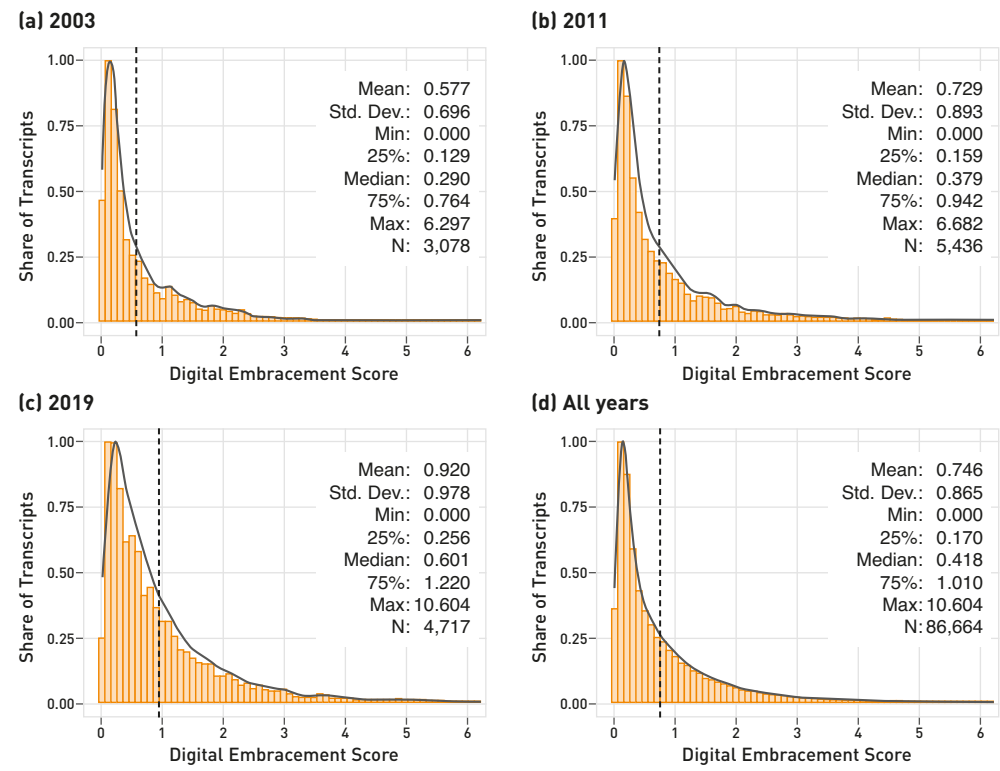 (a) 2003
Share of Transcripts
1.00
0.75
0.50
0.25
0.00
Mean: 0.577
Std. Dev.: 0.696
Min: 0.000
25%: 0.129
Median: 0.290
75%: 0.764
Max: 6.297
N: 3,078
0 1 2 3 4 5 6
Digital Embracement Score
(b) 2011
Share of Transcripts
1.00
0.75
0.50
0.25
0.00
Mean: 0.729
Std. Dev.: 0.893
Min: 0.000
25%: 0.159
Median: 0.379
75%: 0.942
Max: 6.682
N: 5,436
0 1 2 3 4 5 6
Digital Embracement Score
(c) 2019
Share of Transcripts
1.00
0.75
0.50
0.25
0.00
Mean: 0.920
Std. Dev.: 0.978
Min: 0.000
25%: 0.256
Median: 0.601
75%: 1.220
Max: 10.604
N: 4,717
0 1 2 3 4 5 6
Digital Embracement Score
(d) All years
Share of Transcripts
1.00
0.75
0.50
0.25
0.00
Mean: 0.746
Std. Dev.: 0.865
Min: 0.000
25%: 0.170
Median: 0.418
75%: 1.010
Max: 10.604
N: 86,664
0 1 2 3 4 5 6
Digital Embracement Score